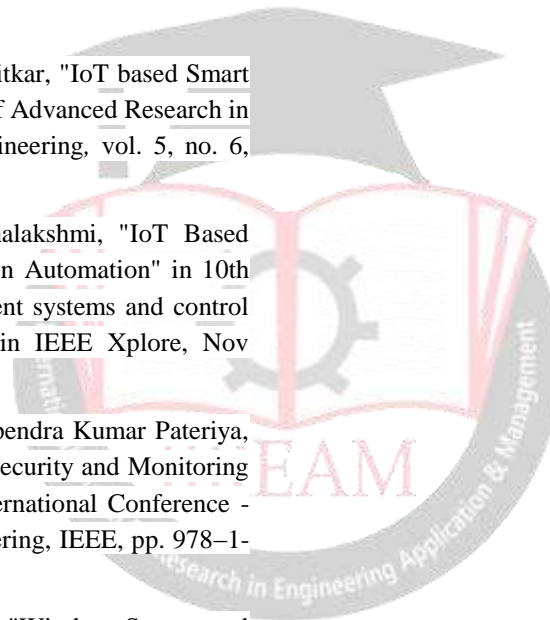 itkar, "IoT based Smart
f Advanced Research in
ineering, vol. 5, no. 6,
nalakshmi, "IoT Based
n Automation" in 10th
ent systems and control
in IEEE Xplore, Nov
pendra Kumar Pateriya,
ecurity and Monitoring
ernational Conference -
ering, IEEE, pp. 978–1-
EAM
Research in Engineering Application & Management